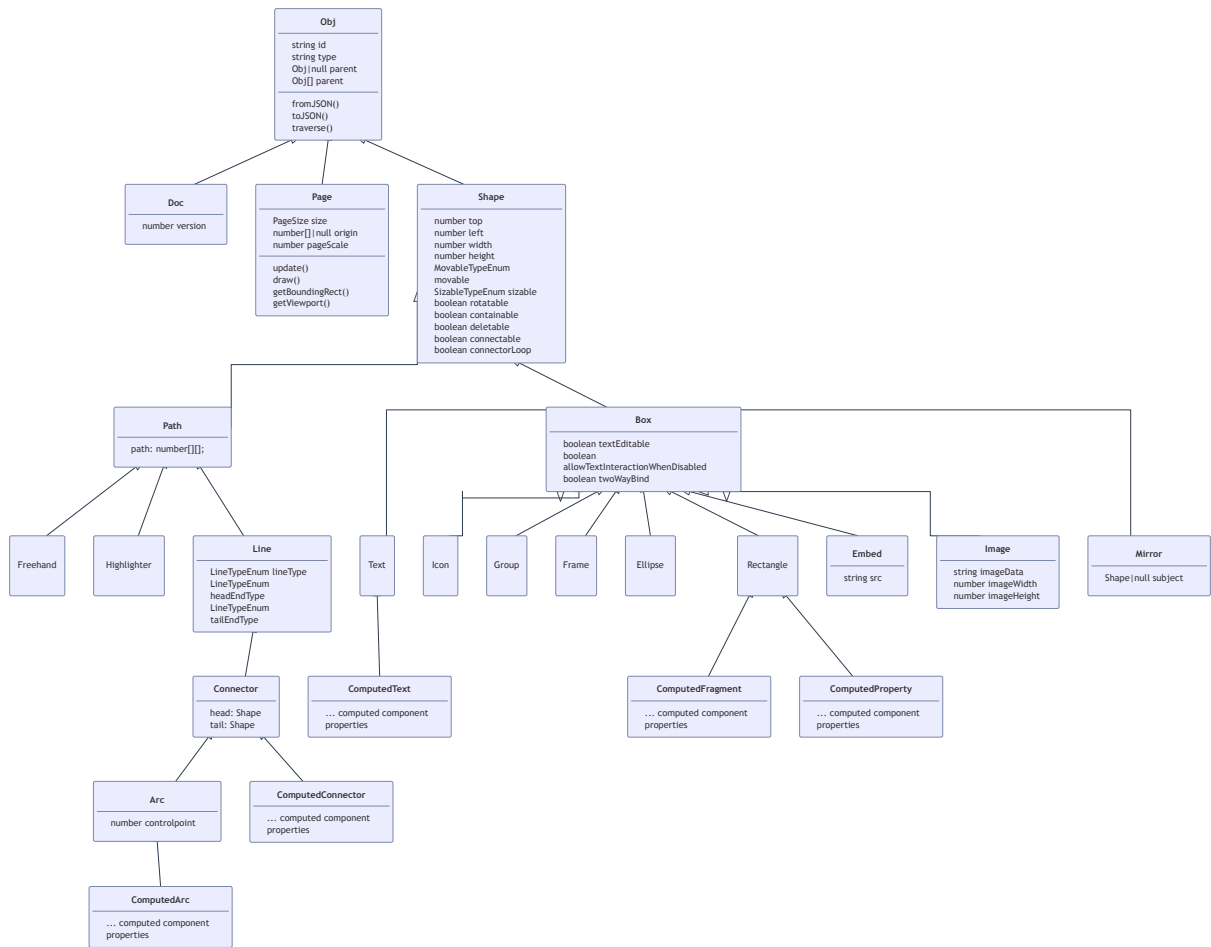 Obj
string id
string type
Obj|null parent
Obj[] parent
fromJSON()
toJSON()
traverse()
Doc
number version
Page
PageSize size
number[]|null origin
number pageScale
update()
draw()
getBoundingRect()
getViewport()
Shape
number top
number left
number width
number height
MovableTypeEnum
movable
SizableTypeEnum sizable
boolean rotatable
boolean containable
boolean deletable
boolean connectable
boolean connectorLoop
Path
path: number[][];
Box
boolean textEditable
boolean
allowTextInteractionWhenDisabled
boolean twoWayBind
Freehand
Highlighter
Line
LineTypeEnum lineType
LineTypeEnum
headEndType
LineTypeEnum
tailEndType
Text
Icon
Group
Frame
Ellipse
Rectangle
Embed
string src
Image
string imageData
number imageWidth
number imageHeight
Mirror
Shape|null subject
Connector
head: Shape
tail: Shape
ComputedText
... computed component
properties
ComputedFragment
... computed component
properties
ComputedProperty
... computed component
properties
Arc
number controlpoint
ComputedConnector
... computed component
properties
ComputedArc
... computed component
properties